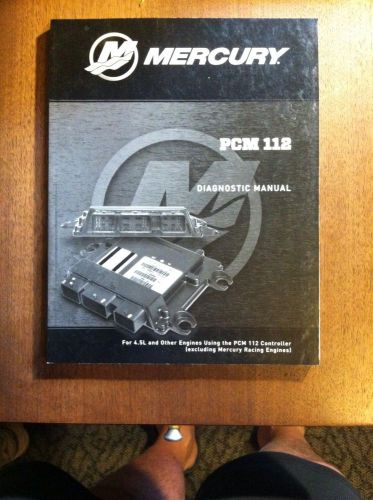 MERCURY
PCM 112
DIAGNOSTIC MANUAL
For 4.5L and Other Engines Using the PCM 112 Controller
(excluding Mercury Racing Engines)